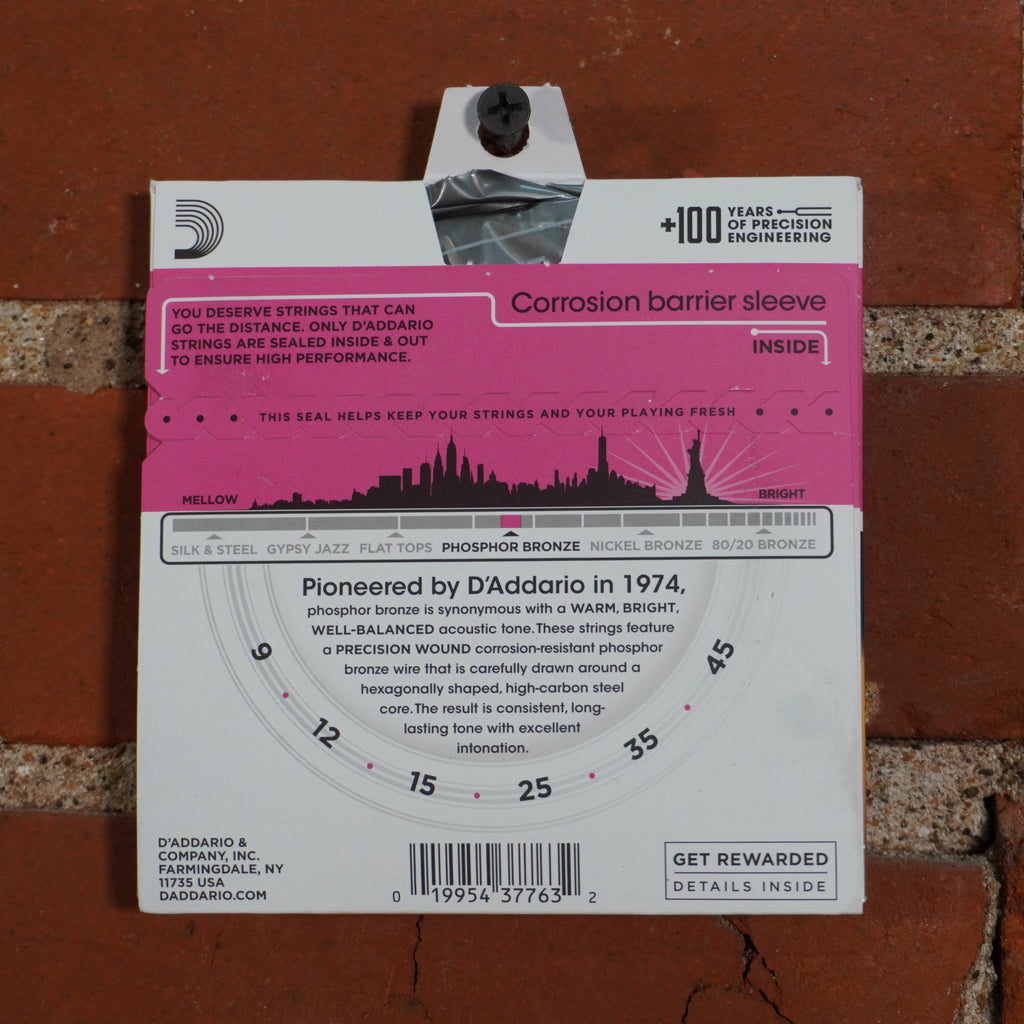 +100 YEARS
OF PRECISION
ENGINEERING
Corrosion barrier sleeve
INSIDE
YOU DESERVE STRINGS THAT CAN
GO THE DISTANCE. ONLY D'ADDARIO
STRINGS ARE SEALED INSIDE & OUT
TO ENSURE HIGH PERFORMANCE.
THIS SEAL HELPS KEEP YOUR STRINGS AND YOUR PLAYING FRESH
MELLOW
BRIGHT
SILK & STEEL GYPSY JAZZ FLAT TOPS PHOSPHOR BRONZE NICKEL BRONZE 80/20 BRONZE
Pioneered by D'Addario in 1974,
phosphor bronze is synonymous with a WARM, BRIGHT,
WELL-BALANCED acoustic tone. These strings feature
a PRECISION WOUND corrosion-resistant phosphor
bronze wire that is carefully drawn around a
hexagonally shaped, high-carbon steel
core. The result is consistent, long-
lasting tone with excellent
intonation.
9 12 15 25 35 45
D'ADDARIO &
COMPANY, INC.
FARMINGDALE, NY
11735 USA
DADDARIO.COM
0 19954 37763 2
GET REWARDED
DETAILS INSIDE